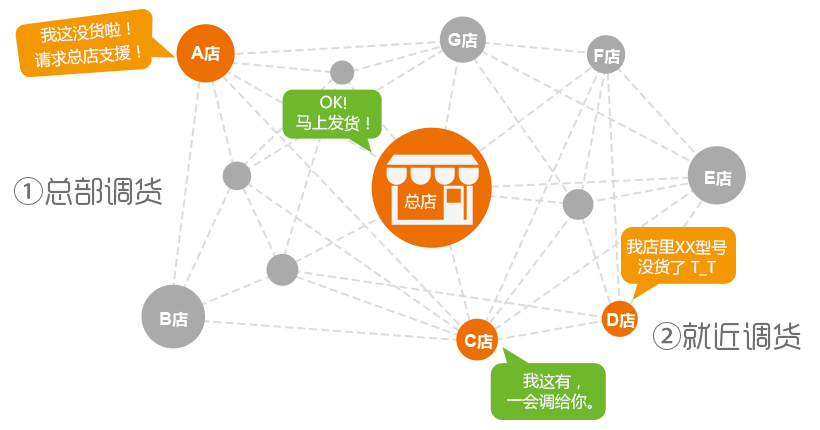 我这没货啦！
请求总店支援！
A店
G店
F店
OK!
马上发货！
①总部调货
总店
E店
我店里XX型号
没货了 T_T
B店
C店
D店
②就近调货
我这有，
一会调给你。